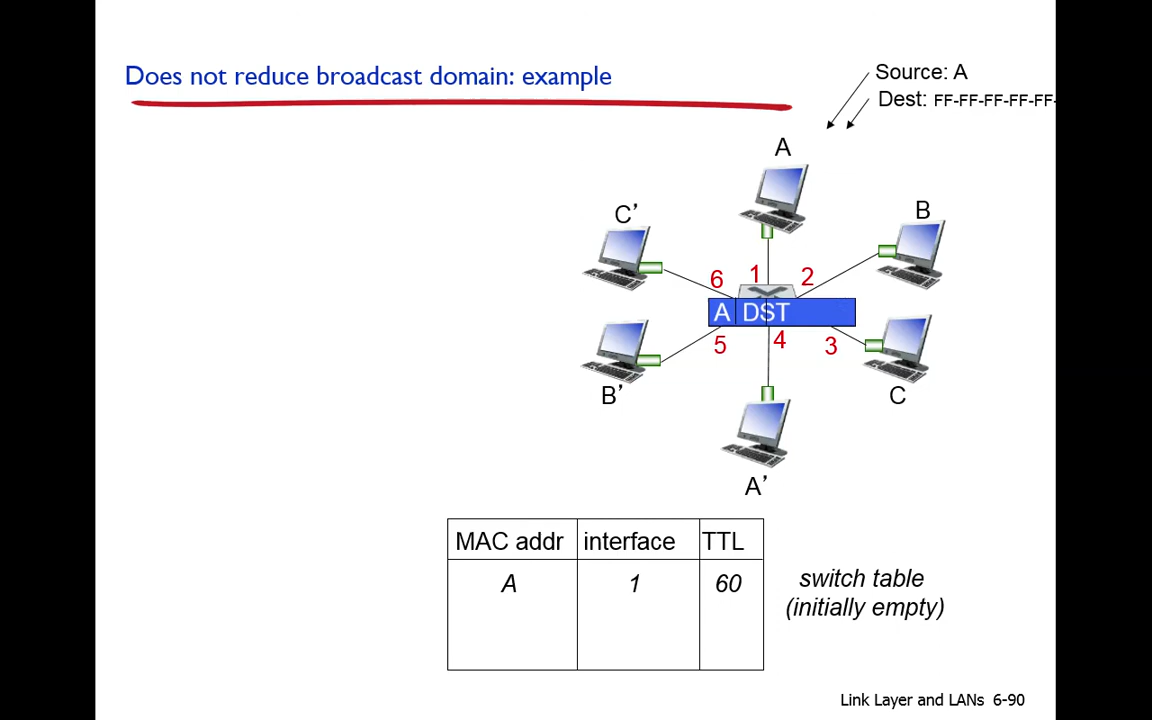 Does not reduce broadcast domain: example
Source: A
Dest: FF-FF-FF-FF-FF-
A
C’
B
6
1
2
A DST
5
4
3
B’
C
A’
MAC addr interface TTL
A 1 60
switch table
(initially empty)
Link Layer and LANs 6-90